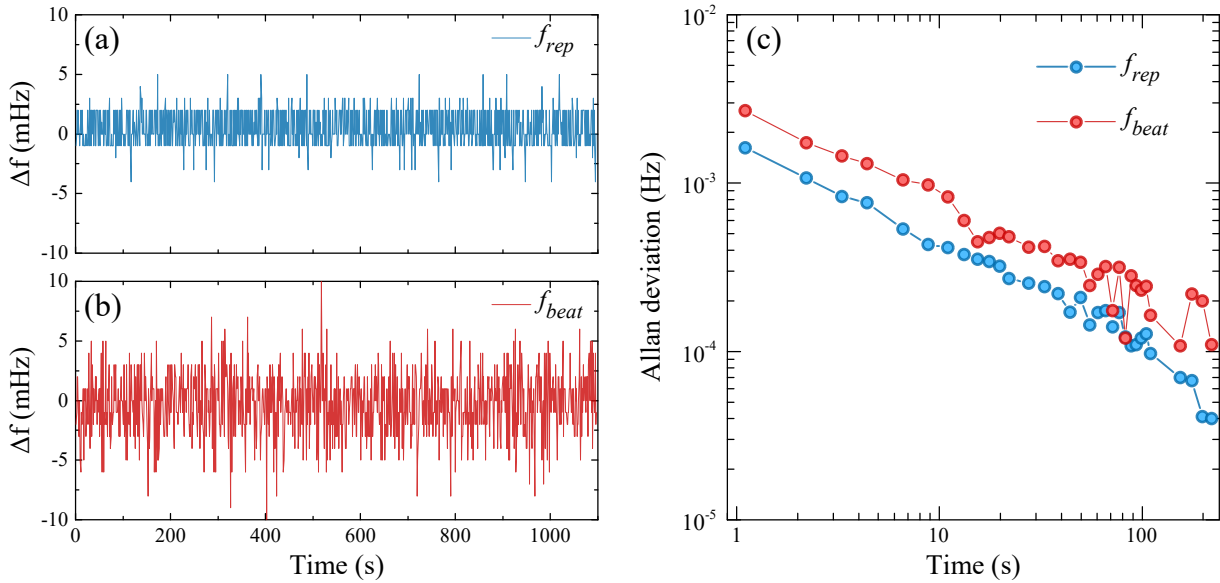 (a)
f_rep
10
5
0
-5
-10
Δf (mHz)
(b)
f_beat
10
5
0
-5
-10
Δf (mHz)
0 200 400 600 800 1000
Time (s)
(c)
f_rep
f_beat
10⁻²
10⁻³
10⁻⁴
10⁻⁵
Allan deviation (Hz)
1 10 100
Time (s)